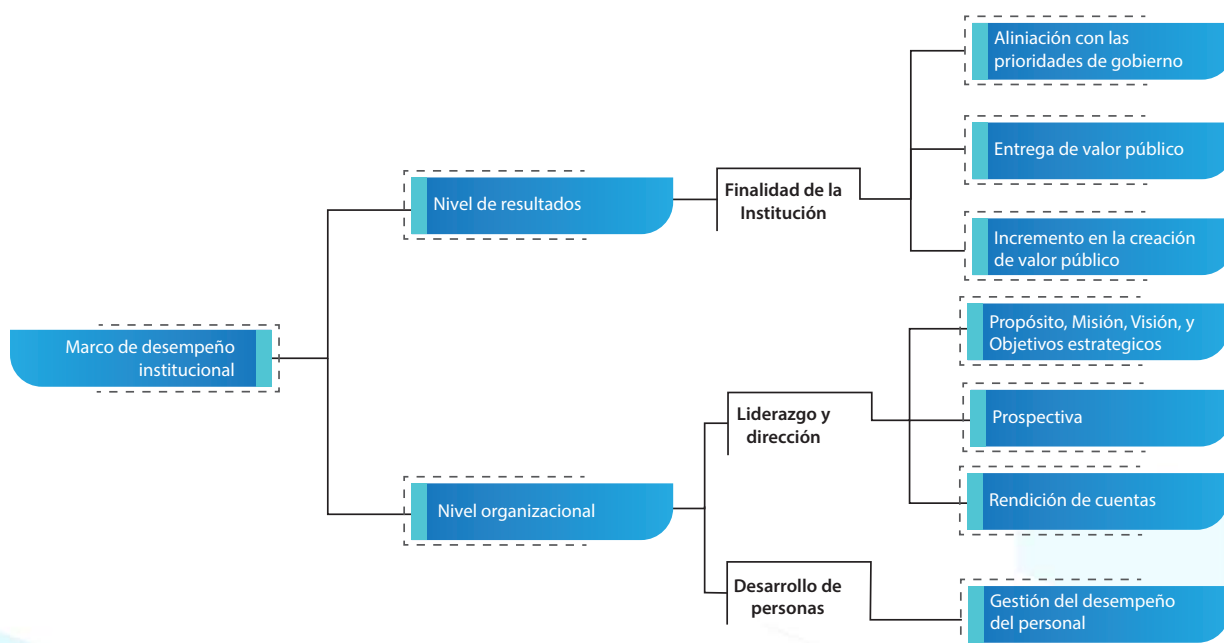 Aliniación con las
prioridades de gobierno
Entrega de valor público
Nivel de resultados
Finalidad de la
Institución
Incremento en la creación
de valor público
Marco de desempeño
institucional
Propósito, Misión, Visión, y
Objetivos estrategicos
Liderazgo y
dirección
Prospectiva
Nivel organizacional
Rendición de cuentas
Desarrollo de
personas
Gestión del desempeño
del personal